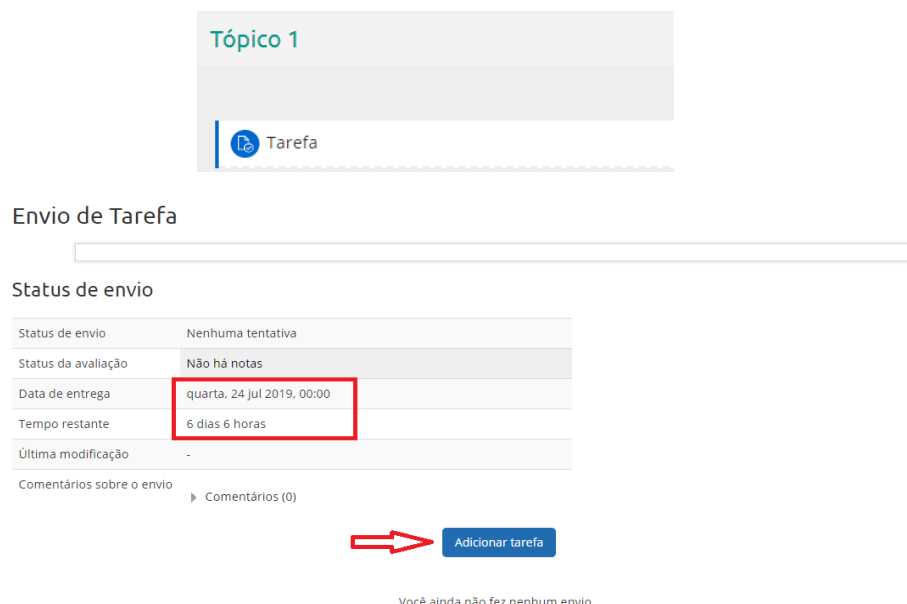 Tópico 1
Tarefa
Envio de Tarefa
Status de envio
Status de envio Nenhuma tentativa
Status da avaliação Não há notas
Data de entrega quarta, 24 jul 2019, 00:00
Tempo restante 6 dias 6 horas
Última modificação -
Comentários sobre o envio
Comentários (0)
Adicionar tarefa
Você ainda não fez nenhum envio